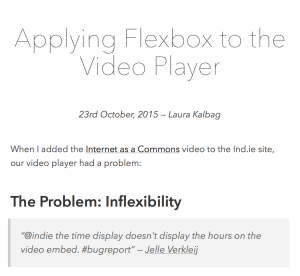 Applying Flexbox to the
Video Player
23rd October, 2015 – Laura Kalbag
When I added the Internet as a Commons video to the Ind.ie site,
our video player had a problem:
The Problem: Inflexibility
“@indie the time display doesn’t display the hours on the
video embed. #bugreport” – Jelle Verkleij